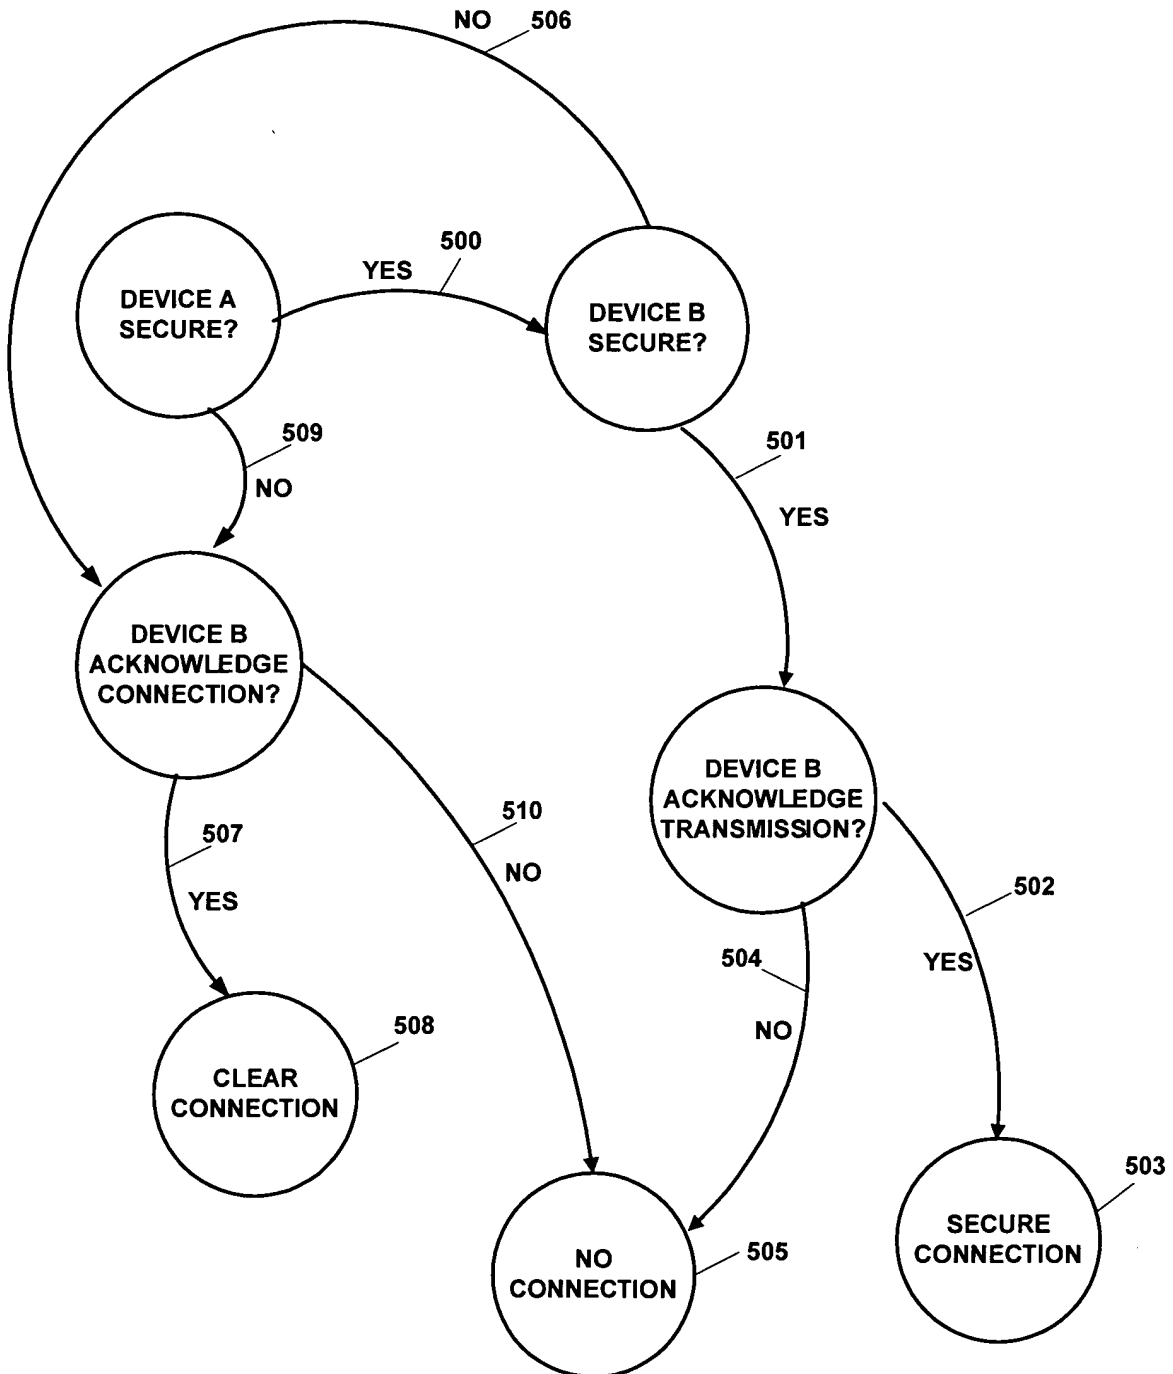 NO
506
500
YES
DEVICE A
SECURE?
DEVICE B
SECURE?
509
NO
501
YES
DEVICE B
ACKNOWLEDGE
CONNECTION?
DEVICE B
ACKNOWLEDGE
TRANSMISSION?
507
YES
510
NO
502
YES
504
NO
508
CLEAR
CONNECTION
503
SECURE
CONNECTION
505
NO
CONNECTION